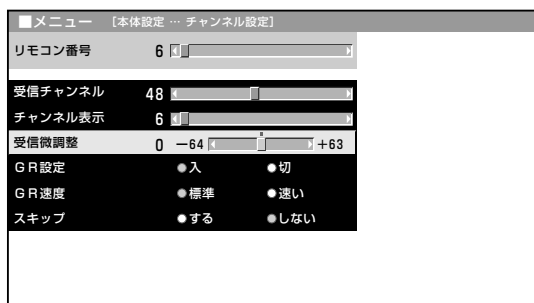 ■メニュー [本体設定 … チャンネル設定]
リモコン番号 6
受信チャンネル 48
チャンネル表示 6
受信微調整 0 −64 +63
GR設定 ●入 ●切
GR速度 ●標準 ●速い
スキップ ●する ●しない